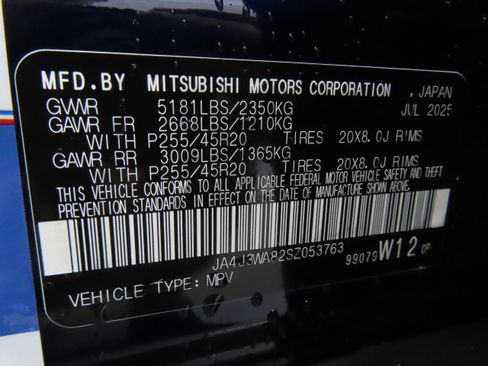 MFD.BY MITSUBISHI MOTORS CORPORATION , JAPAN
GVWR 5181LBS/2350KG JUL 2025
GAWR FR 2668LBS/1210KG
WITH P255/45R20 TIRES 20X8.0J RIMS
GAWR RR 3009LBS/1365KG
WITH P255/45R20 TIRES 20X8.0J RIMS
THIS VEHICLE CONFORMS TO ALL APPLICABLE FEDERAL MOTOR VEHICLE SAFETY AND THEFT
PREVENTION STANDARDS IN EFFECT ON THE DATE OF MANUFACTURE SHOWN ABOVE.
JA4J3WA82SZ053763
99079 W12 0P
VEHICLE TYPE: MPV